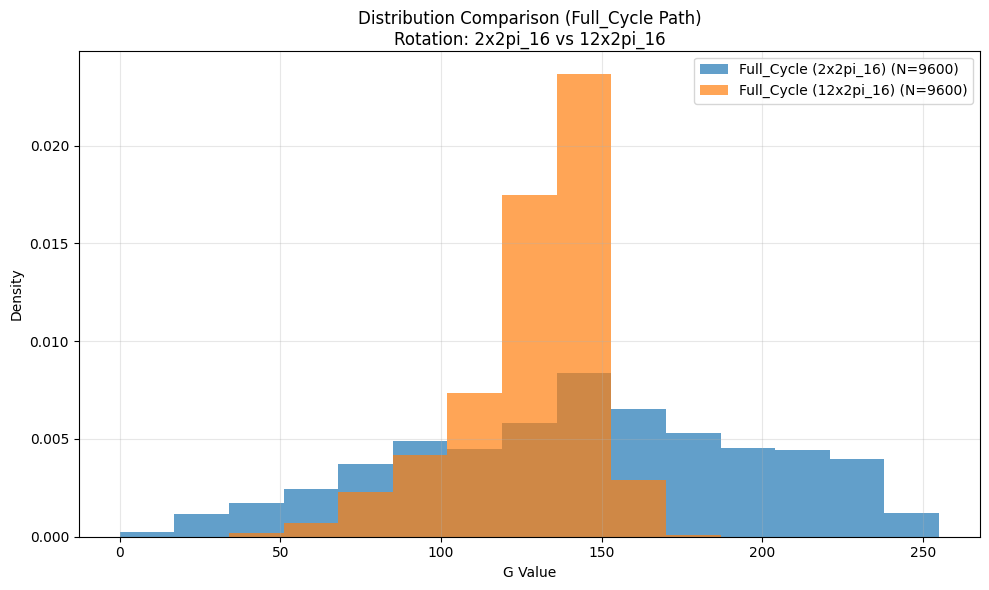 Distribution Comparison (Full_Cycle Path)
Rotation: 2x2pi_16 vs 12x2pi_16
Full_Cycle (2x2pi_16) (N=9600)
Full_Cycle (12x2pi_16) (N=9600)
Density
0.020
0.015
0.010
0.005
0.000
0
50
100
150
200
250
G Value